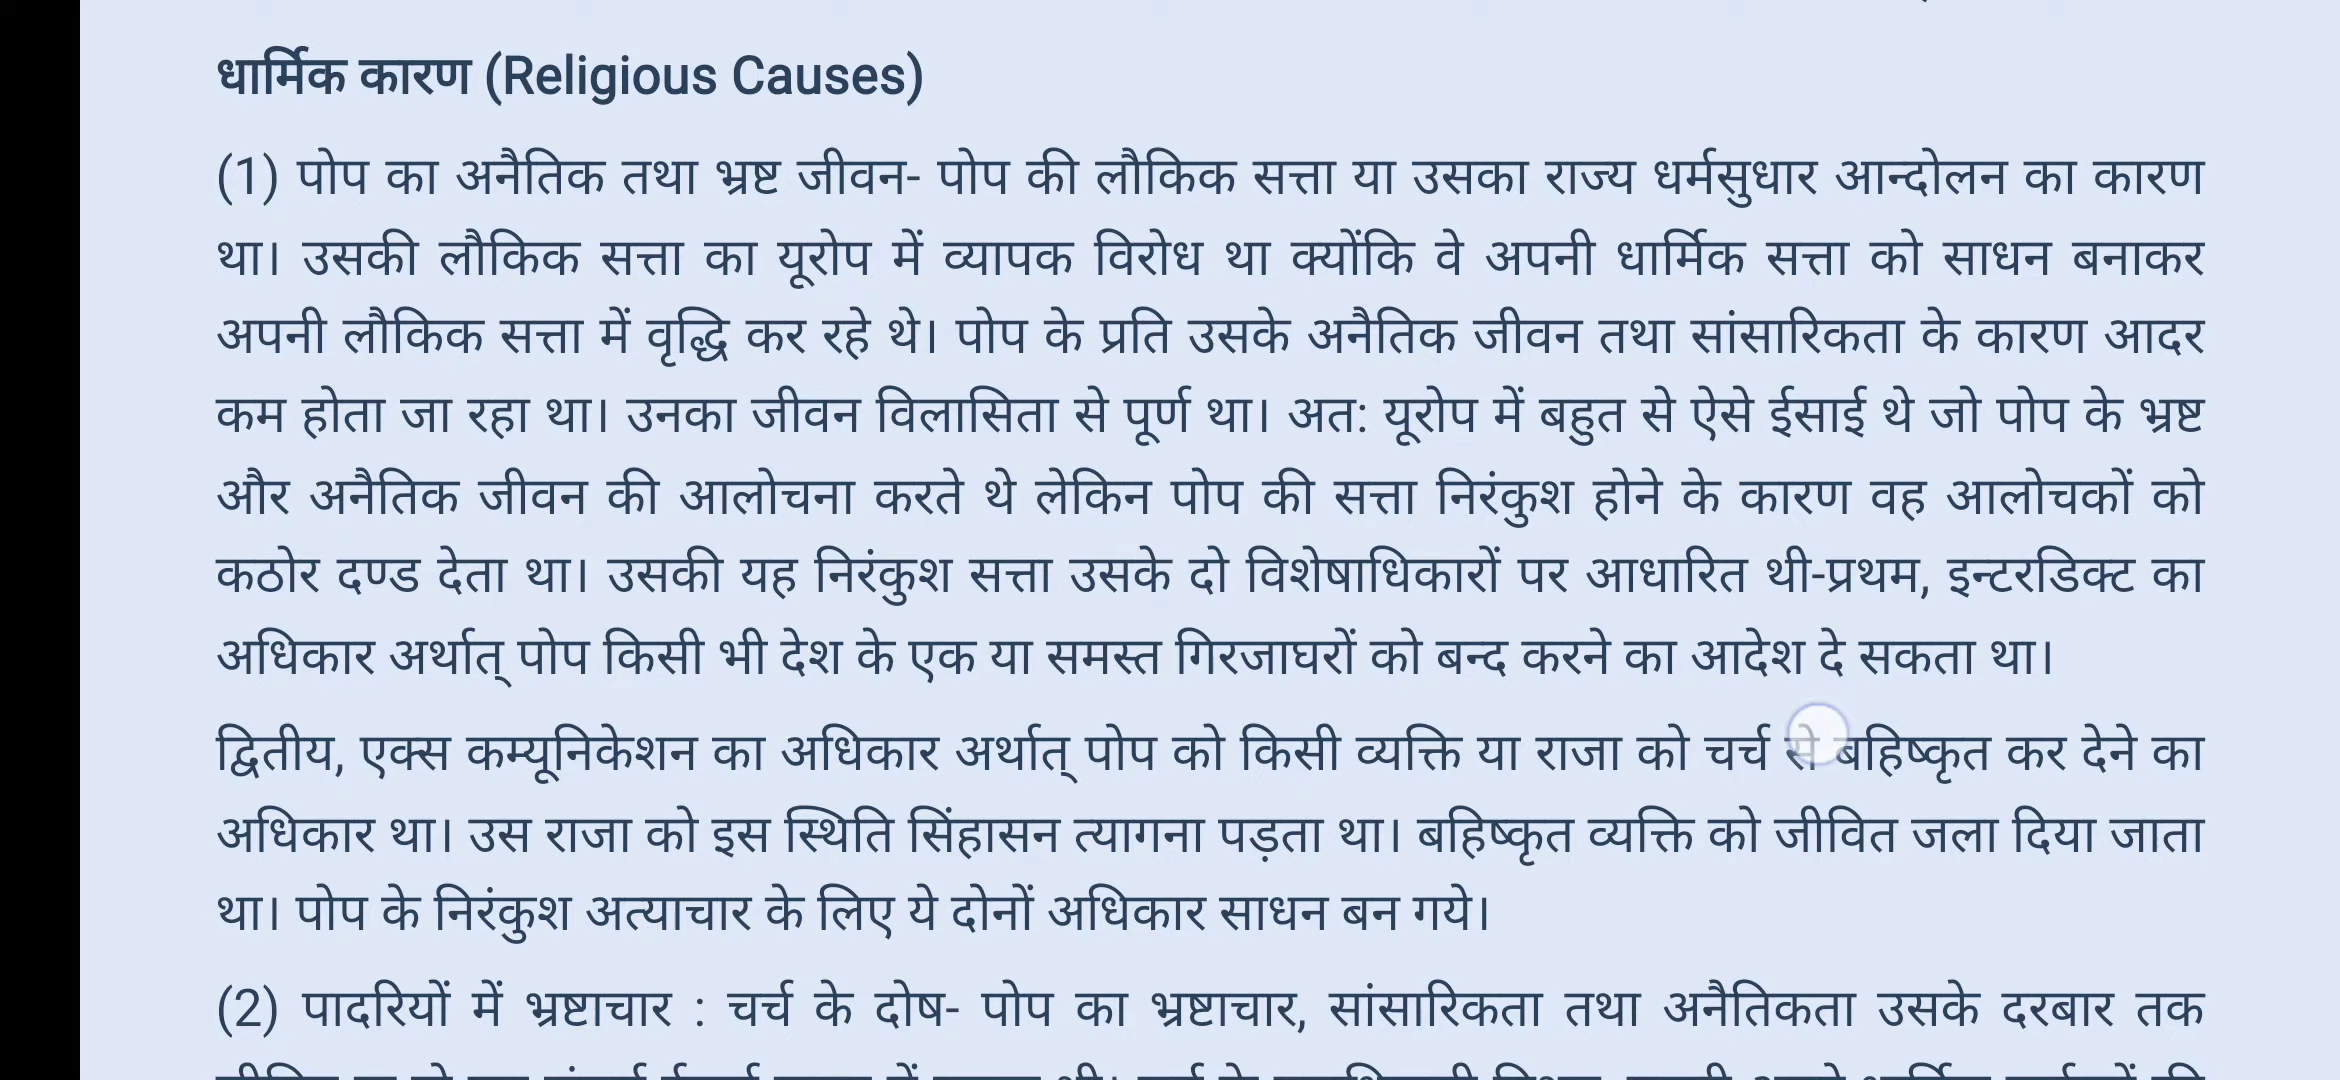 धार्मिक कारण (Religious Causes)
(1) पोप का अनैतिक तथा भ्रष्ट जीवन- पोप की लौकिक सत्ता या उसका राज्य धर्मसुधार आन्दोलन का कारण
था। उसकी लौकिक सत्ता का यूरोप में व्यापक विरोध था क्योंकि वे अपनी धार्मिक सत्ता को साधन बनाकर
अपनी लौकिक सत्ता में वृद्धि कर रहे थे। पोप के प्रति उसके अनैतिक जीवन तथा सांसारिकता के कारण आदर
कम होता जा रहा था। उनका जीवन विलासिता से पूर्ण था। अत: यूरोप में बहुत से ऐसे ईसाई थे जो पोप के भ्रष्ट
और अनैतिक जीवन की आलोचना करते थे लेकिन पोप की सत्ता निरंकुश होने के कारण वह आलोचकों को
कठोर दण्ड देता था। उसकी यह निरंकुश सत्ता उसके दो विशेषाधिकारों पर आधारित थी-प्रथम, इन्टरडिक्ट का
अधिकार अर्थात् पोप किसी भी देश के एक या समस्त गिरजाघरों को बन्द करने का आदेश दे सकता था।
द्वितीय, एक्स कम्यूनिकेशन का अधिकार अर्थात् पोप को किसी व्यक्ति या राजा को चर्च से बहिष्कृत कर देने का
अधिकार था। उस राजा को इस स्थिति सिंहासन त्यागना पड़ता था। बहिष्कृत व्यक्ति को जीवित जला दिया जाता
था। पोप के निरंकुश अत्याचार के लिए ये दोनों अधिकार साधन बन गये।
(2) पादरियों में भ्रष्टाचार : चर्च के दोष- पोप का भ्रष्टाचार, सांसारिकता तथा अनैतिकता उसके दरबार तक